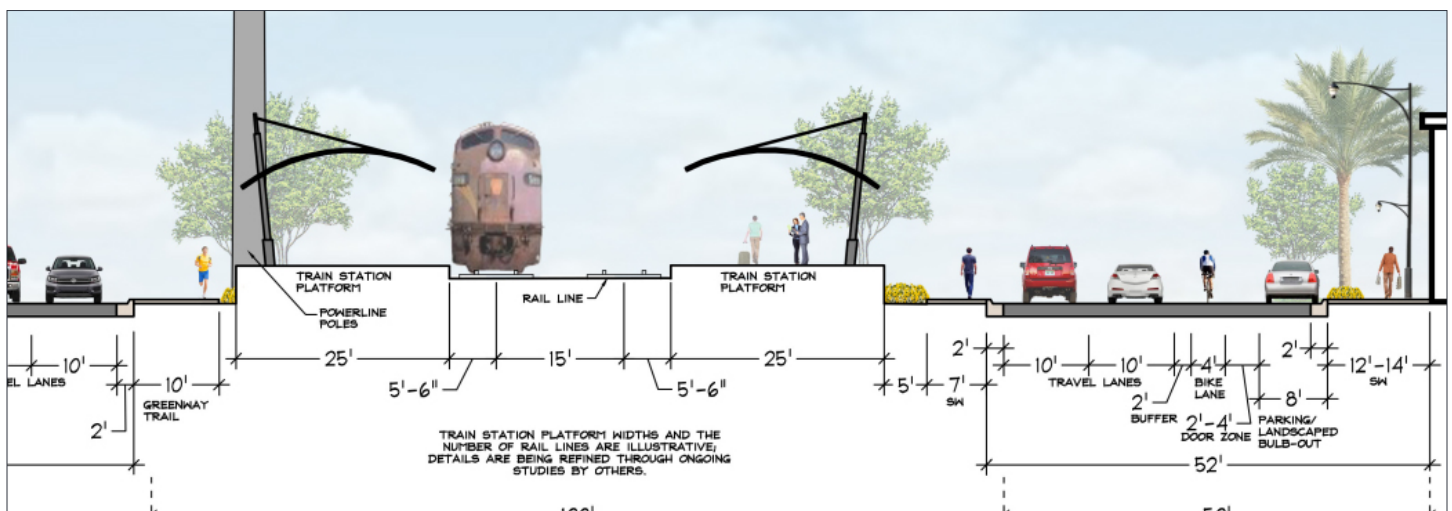 TRAIN STATION
PLATFORM
TRAIN STATION
PLATFORM
RAIL LINE
POWERLINE
POLES
25'
15'
25'
5'-6"
5'-6"
10'
10'
LANES
GREENWAY
TRAIL
2'
5'
7'
SW
2'
10'
10'
TRAVEL LANES
2'
BUFFER
4'
BIKE
LANE
2'-4'
DOOR ZONE
2'
8'
PARKING/
LANDSCAPED
BULB-OUT
12'-14'
SW
52'
TRAIN STATION PLATFORM WIDTHS AND THE
NUMBER OF RAIL LINES ARE ILLUSTRATIVE;
DETAILS ARE BEING REFINED THROUGH ONGOING
STUDIES BY OTHERS.